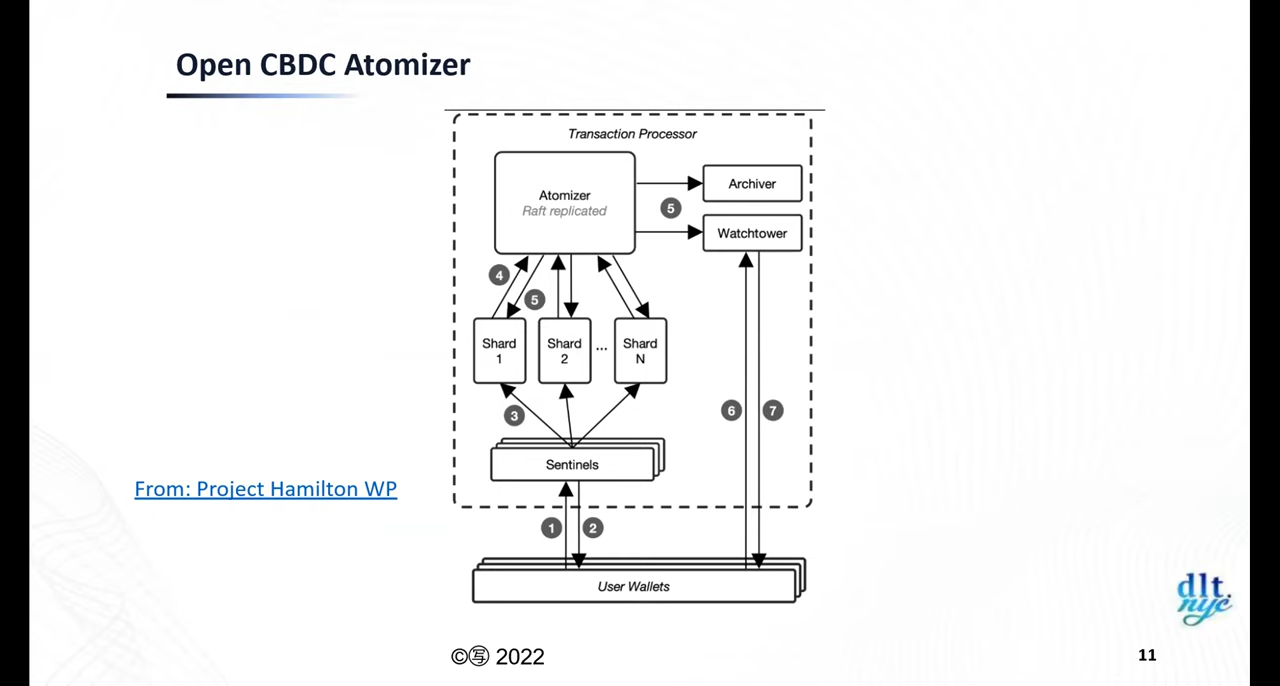 Open CBDC Atomizer
Transaction Processor
Atomizer
Raft replicated
Archiver
5
Watchtower
4
5
Shard
1
Shard
2
...
Shard
N
3
6
7
Sentinels
From: Project Hamilton WP
1
2
User Wallets
dlt.
nyc
©㊢ 2022
11